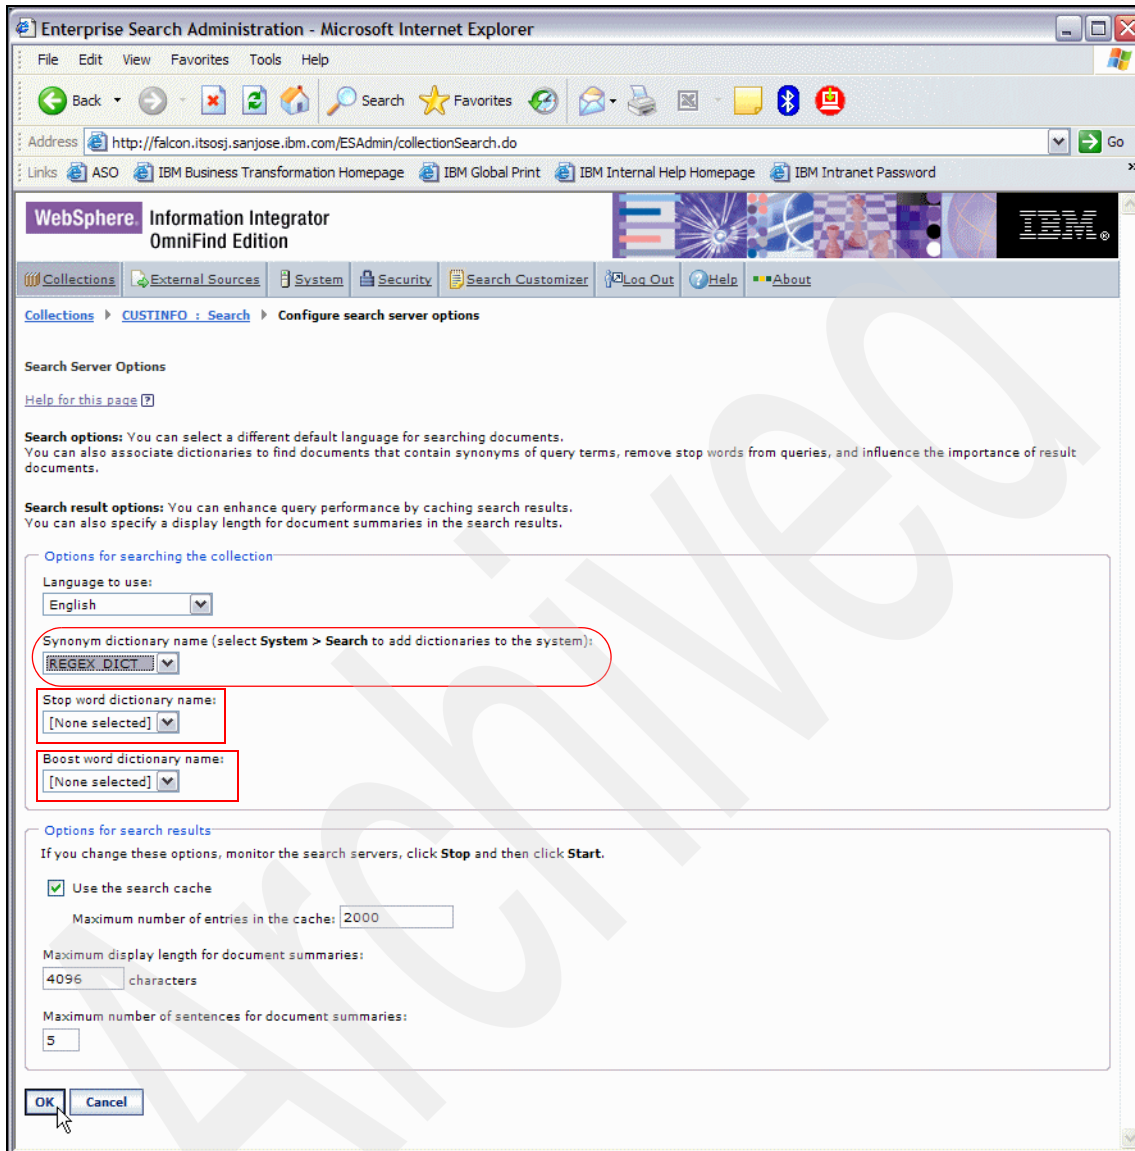 Enterprise Search Administration - Microsoft Internet Explorer
File Edit View Favorites Tools Help
Back Search Favorites
Address http://falcon.itsosj.sanjose.ibm.com/ESAdmin/collectionSearch.do Go
Links ASO IBM Business Transformation Homepage IBM Global Print IBM Internal Help Homepage IBM Intranet Password »
WebSphere. Information Integrator
OmniFind Edition
IBM®
Collections External Sources System Security Search Customizer Log Out Help About
Collections CUSTINFO : Search Configure search server options
Search Server Options
Help for this page ?
Search options: You can select a different default language for searching documents.
You can also associate dictionaries to find documents that contain synonyms of query terms, remove stop words from queries, and influence the importance of result
documents.
Search result options: You can enhance query performance by caching search results.
You can also specify a display length for document summaries in the search results.
Options for searching the collection
Language to use:
English
Synonym dictionary name (select System > Search to add dictionaries to the system):
REGEX_DICT
Stop word dictionary name:
[None selected]
Boost word dictionary name:
[None selected]
Options for search results
If you change these options, monitor the search servers, click Stop and then click Start.
Use the search cache
Maximum number of entries in the cache: 2000
Maximum display length for document summaries:
4096 characters
Maximum number of sentences for document summaries:
5
OK Cancel
Archived